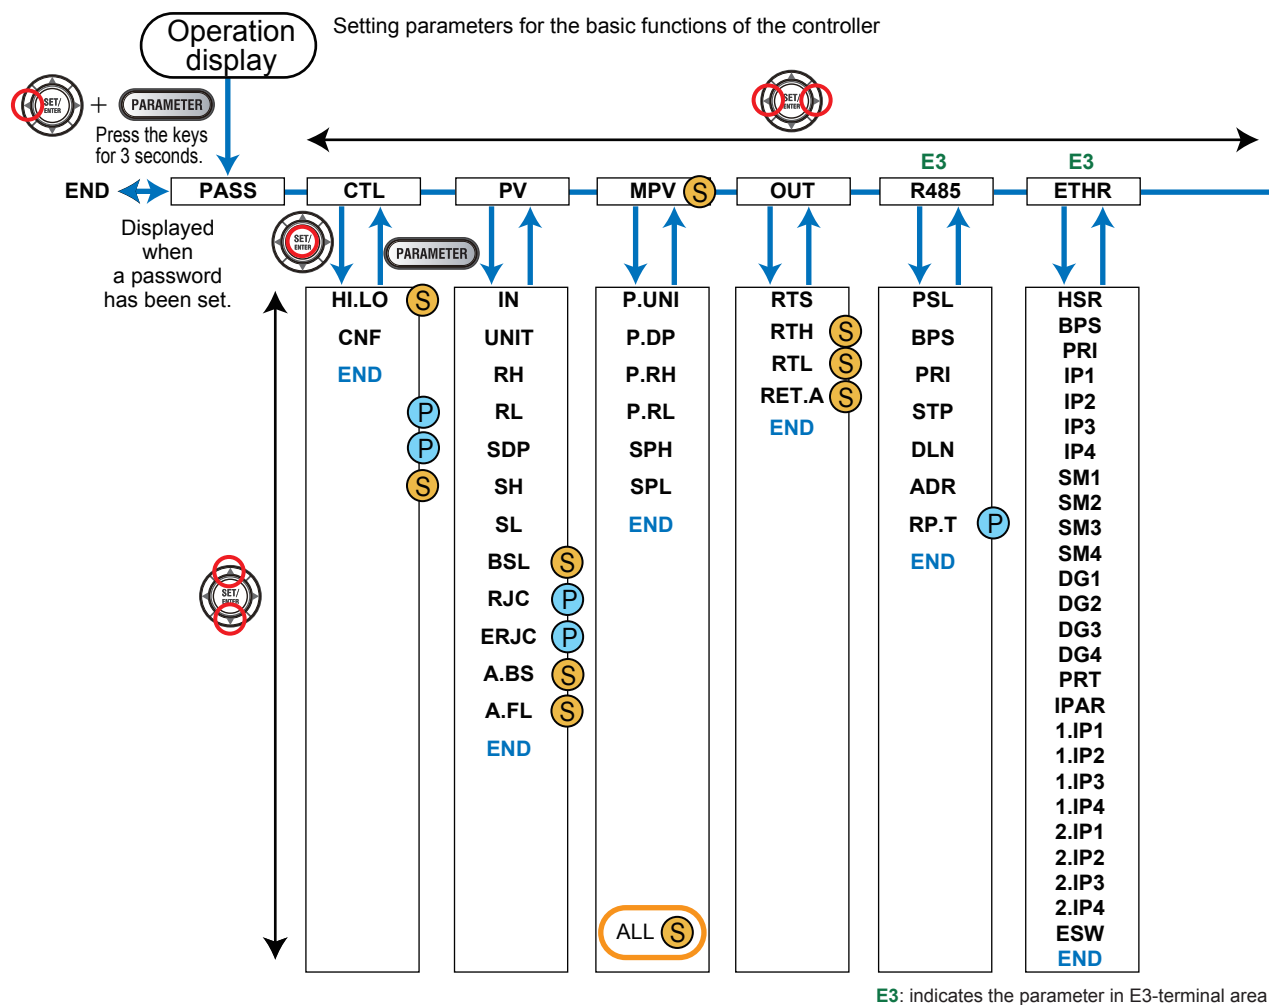 Operation
display
Setting parameters for the basic functions of the controller
SET/
ENTER
+
PARAMETER
SET/
ENTER
Press the keys
for 3 seconds.
E3
E3
END
PASS
CTL
PV
MPV S
OUT
R485
ETHR
Displayed
when
a password
has been set.
SET/
ENTER
PARAMETER
HI.LO S
CNF
END
P
P
S
SET/
ENTER
IN
UNIT
RH
RL
SDP
SH
SL
BSL S
RJC P
ERJC P
A.BS S
A.FL S
END
P.UNI
P.DP
P.RH
P.RL
SPH
SPL
END
ALL S
RTS
RTH S
RTL S
RET.A S
END
PSL
BPS
PRI
STP
DLN
ADR
RP.T P
END
HSR
BPS
PRI
IP1
IP2
IP3
IP4
SM1
SM2
SM3
SM4
DG1
DG2
DG3
DG4
PRT
IPAR
1.IP1
1.IP2
1.IP3
1.IP4
2.IP1
2.IP2
2.IP3
2.IP4
ESW
END
E3: indicates the parameter in E3-terminal area